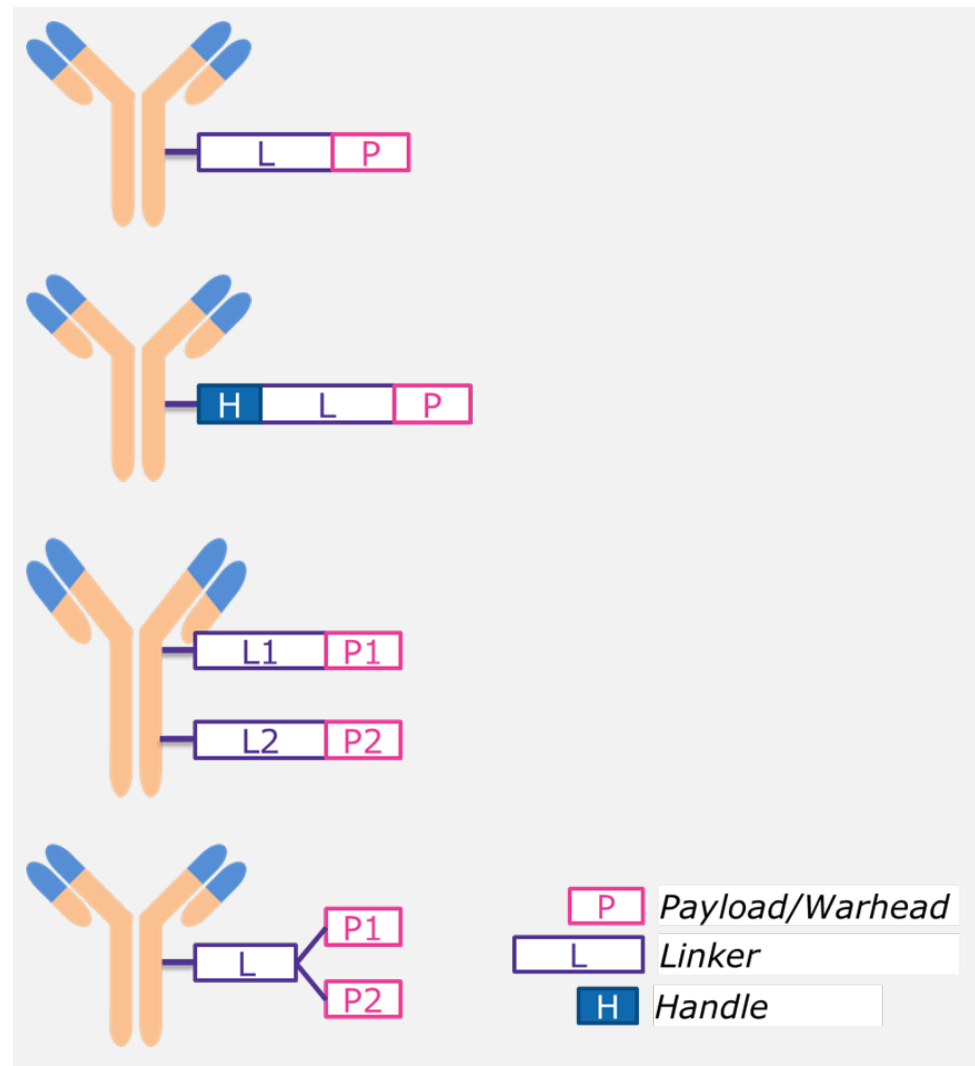 L P
H L P
L1 P1
L2 P2
P1
L
P2
P Payload/Warhead
L Linker
H Handle